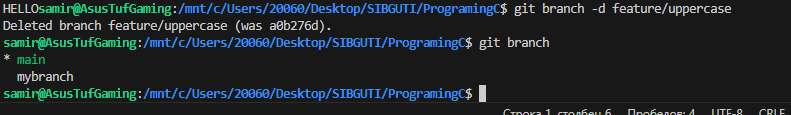 HELLOsamir@AsusTufGaming:/mnt/c/Users/20060/Desktop/SIBGUTI/ProgramingC$ git branch -d feature/uppercase
Deleted branch feature/uppercase (was a0b276d).
samir@AsusTufGaming:/mnt/c/Users/20060/Desktop/SIBGUTI/ProgramingC$ git branch
* main
  mybranch
samir@AsusTufGaming:/mnt/c/Users/20060/Desktop/SIBGUTI/ProgramingC$
Строка 1, столбец 6 Пробелов: 4 UTF-8 CRLF